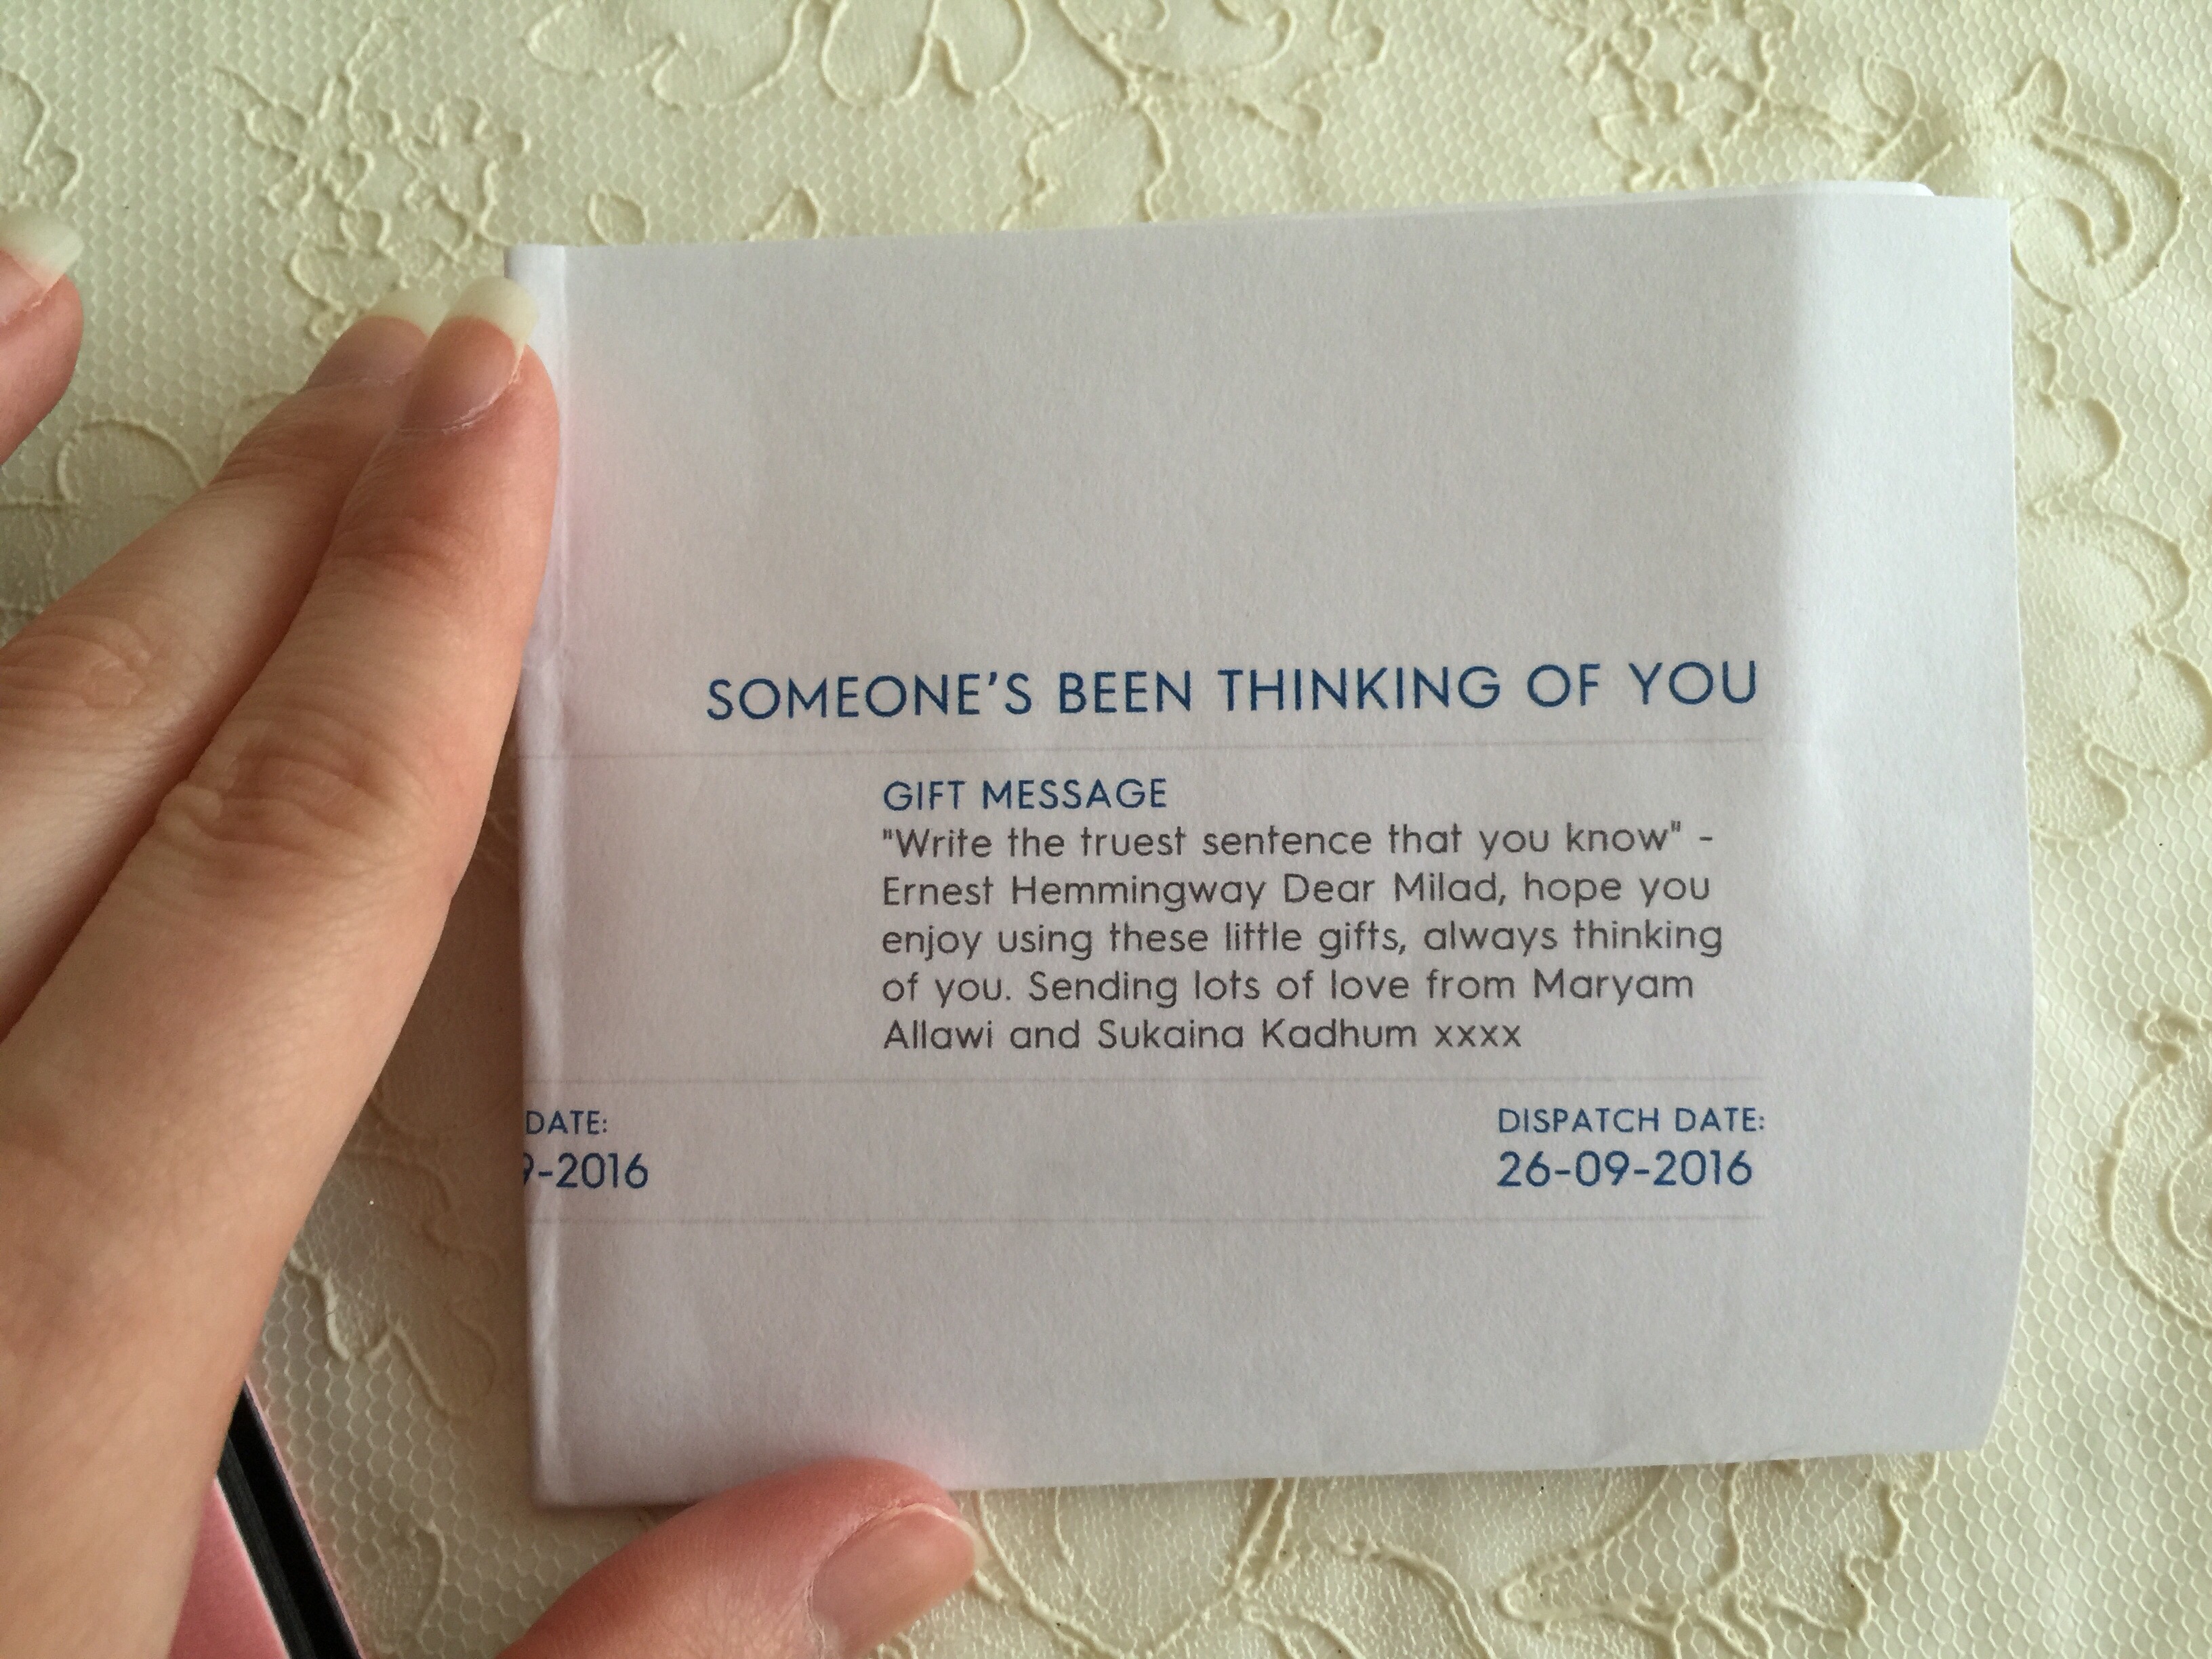 SOMEONE'S BEEN THINKING OF YOU
GIFT MESSAGE
"Write the truest sentence that you know" -
Ernest Hemmingway Dear Milad, hope you
enjoy using these little gifts, always thinking
of you. Sending lots of love from Maryam
Allawi and Sukaina Kadhum xxxx
DATE:
9-2016
DISPATCH DATE:
26-09-2016